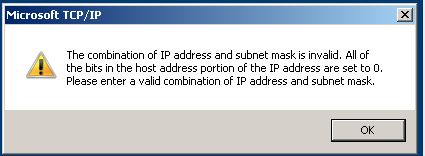 Microsoft TCP/IP
The combination of IP address and subnet mask is invalid. All of
the bits in the host address portion of the IP address are set to 0.
Please enter a valid combination of IP address and subnet mask.
OK